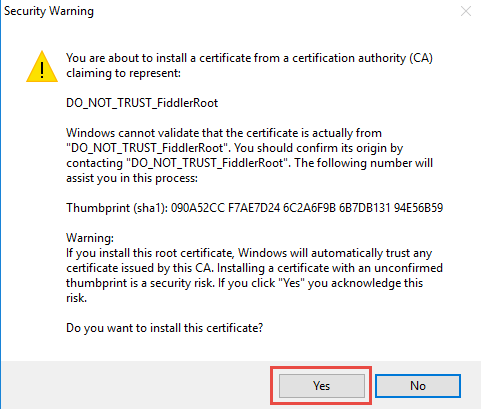 Security Warning
You are about to install a certificate from a certification authority (CA)
claiming to represent:
DO_NOT_TRUST_FiddlerRoot
Windows cannot validate that the certificate is actually from
"DO_NOT_TRUST_FiddlerRoot". You should confirm its origin by
contacting "DO_NOT_TRUST_FiddlerRoot". The following number will
assist you in this process:
Thumbprint (sha1): 090A52CC F7AE7D24 6C2A6F9B 6B7DB131 94E56B59
Warning:
If you install this root certificate, Windows will automatically trust any
certificate issued by this CA. Installing a certificate with an unconfirmed
thumbprint is a security risk. If you click "Yes" you acknowledge this
risk.
Do you want to install this certificate?
Yes No